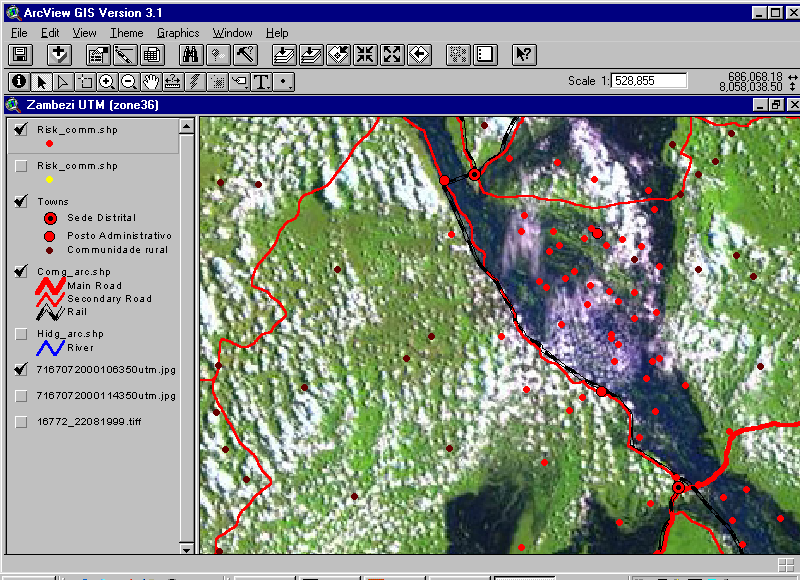 ArcView GIS Version 3.1
File Edit View Theme Graphics Window Help
Scale 1: 528,855
686,068.18
8,058,038.50
Zambezi UTM (zone36)
Risk_comm.shp
Risk_comm.shp
Towns
Sede Distrital
Posto Administrativo
Communidade rural
Comg_arc.shp
Main Road
Secondary Road
Rail
Hidg_arc.shp
River
7167072000106350utm.jpg
7167072000114350utm.jpg
16772_22081999.tiff